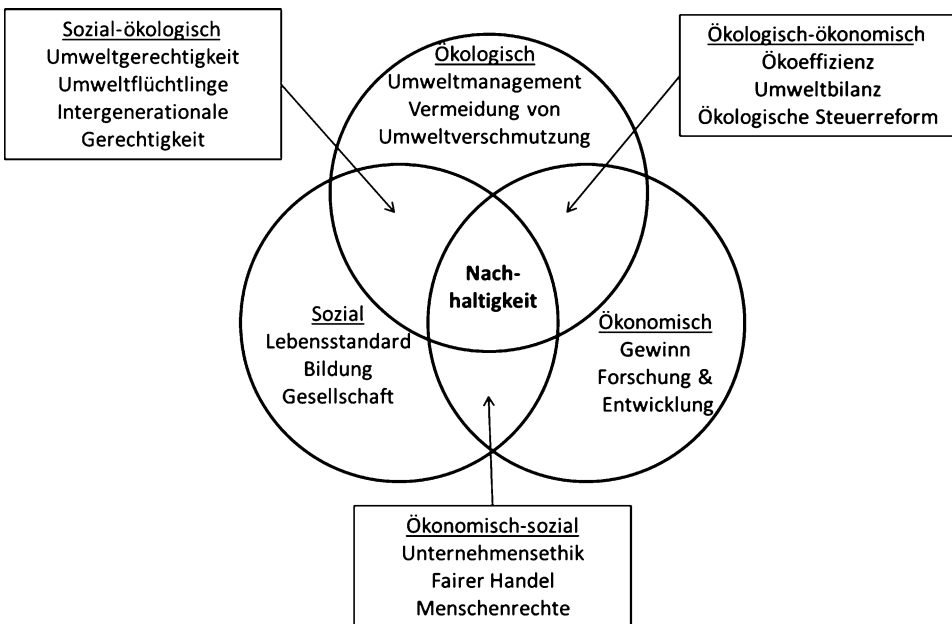 Sozial-ökologisch
Umweltgerechtigkeit
Umweltflüchtlinge
Intergenerationale
Gerechtigkeit
Ökologisch
Umweltmanagement
Vermeidung von
Umweltverschmutzung
Ökologisch-ökonomisch
Ökoeffizienz
Umweltbilanz
Ökologische Steuerreform
Nach-
haltigkeit
Sozial
Lebensstandard
Bildung
Gesellschaft
Ökonomisch
Gewinn
Forschung &
Entwicklung
Ökonomisch-sozial
Unternehmensethik
Fairer Handel
Menschenrechte